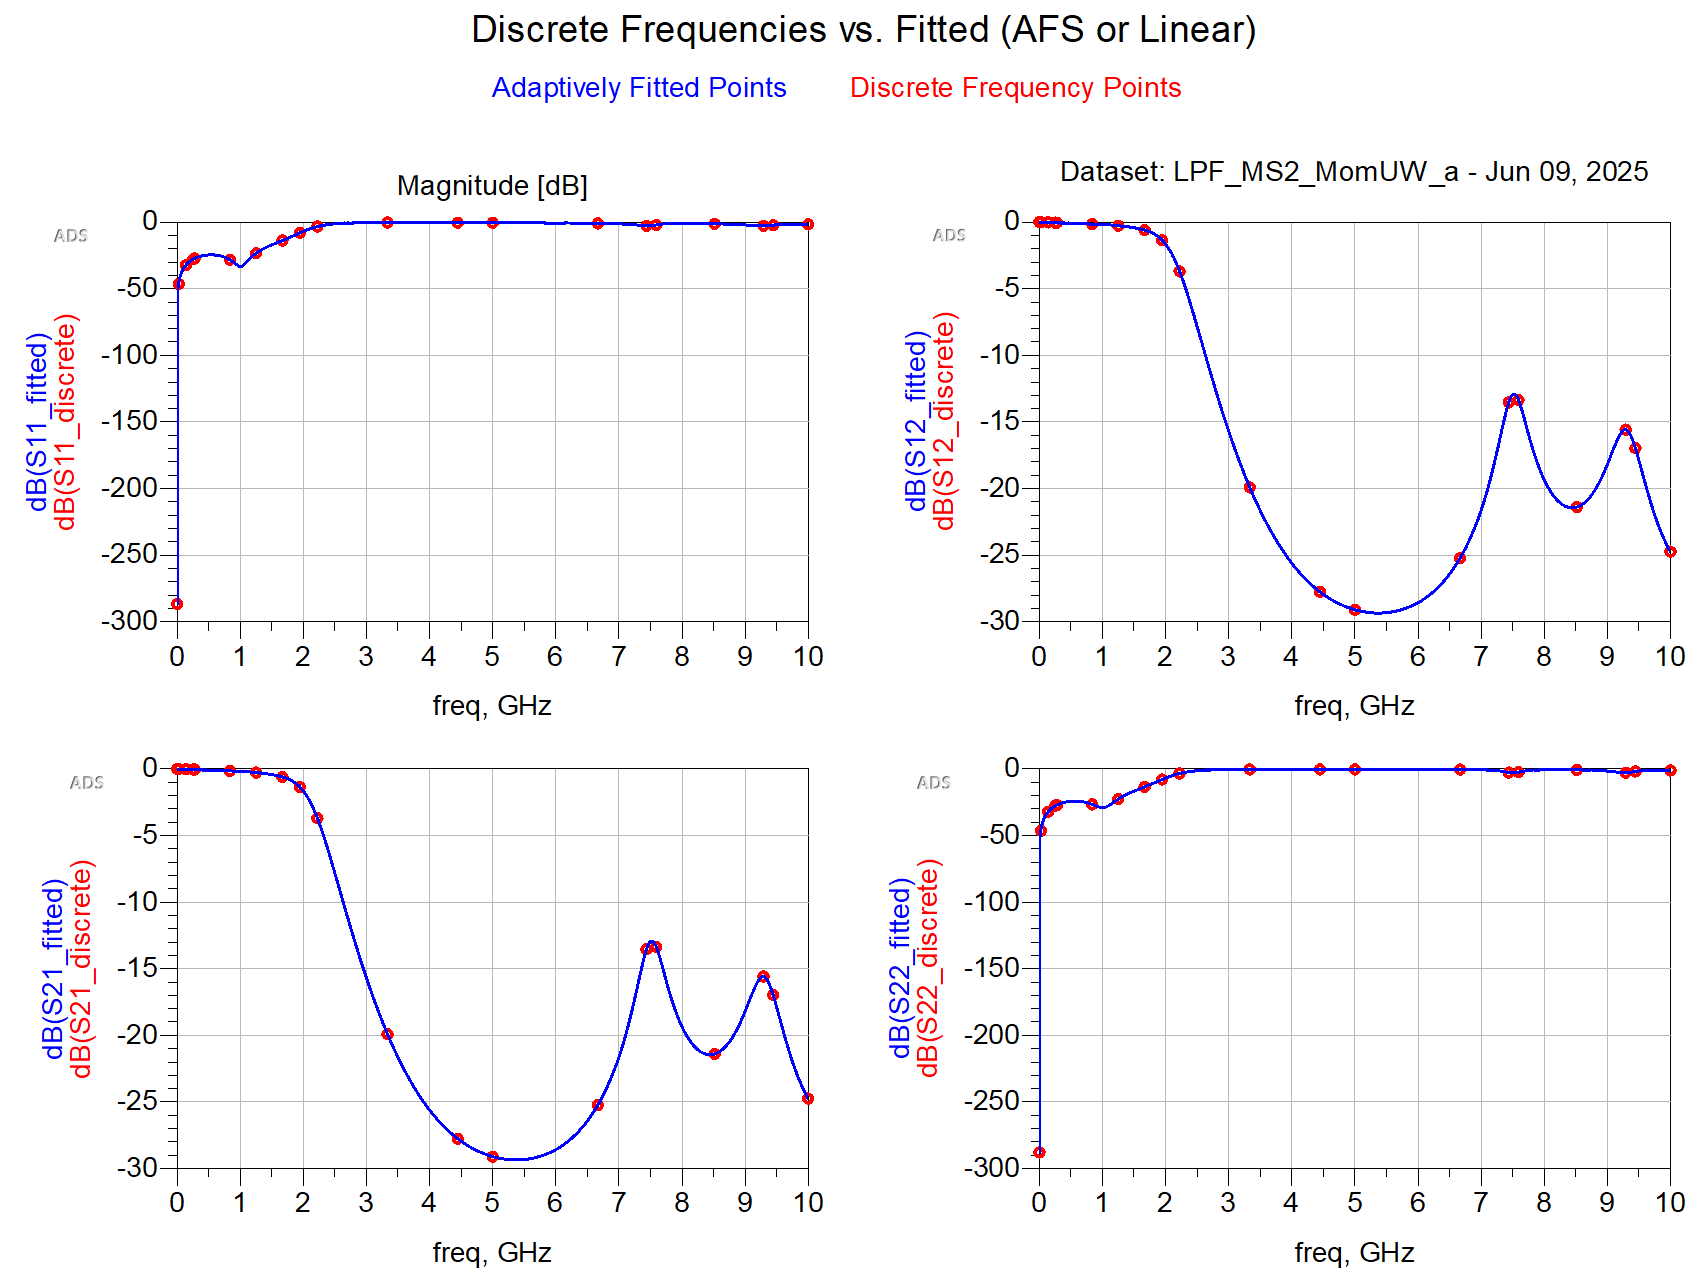 Discrete Frequencies vs. Fitted (AFS or Linear)
Adaptively Fitted Points Discrete Frequency Points
Magnitude [dB]
ADS
dB(S11_fitted)
dB(S11_discrete)
0
-50
-100
-150
-200
-250
-300
0 1 2 3 4 5 6 7 8 9 10
freq, GHz
Dataset: LPF_MS2_MomUW_a - Jun 09, 2025
ADS
dB(S12_fitted)
dB(S12_discrete)
0
-5
-10
-15
-20
-25
-30
0 1 2 3 4 5 6 7 8 9 10
freq, GHz
ADS
dB(S21_fitted)
dB(S21_discrete)
0
-5
-10
-15
-20
-25
-30
0 1 2 3 4 5 6 7 8 9 10
freq, GHz
ADS
dB(S22_fitted)
dB(S22_discrete)
0
-50
-100
-150
-200
-250
-300
0 1 2 3 4 5 6 7 8 9 10
freq, GHz